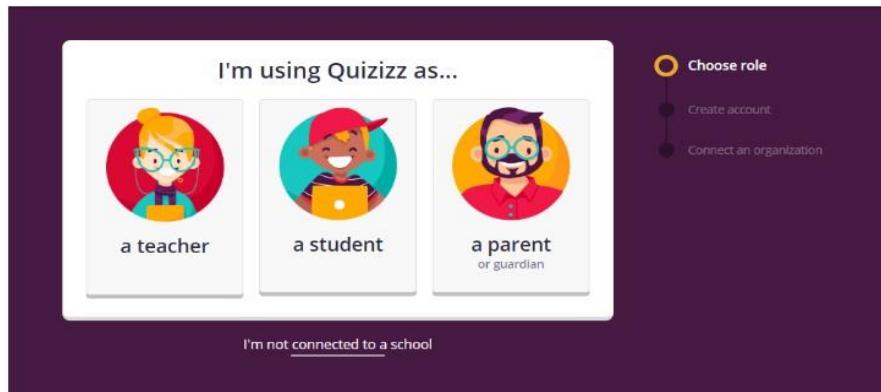 I'm using Quizizz as...
a teacher
a student
a parent
or guardian
I'm not connected to a school
Choose role
Create account
Connect an organization